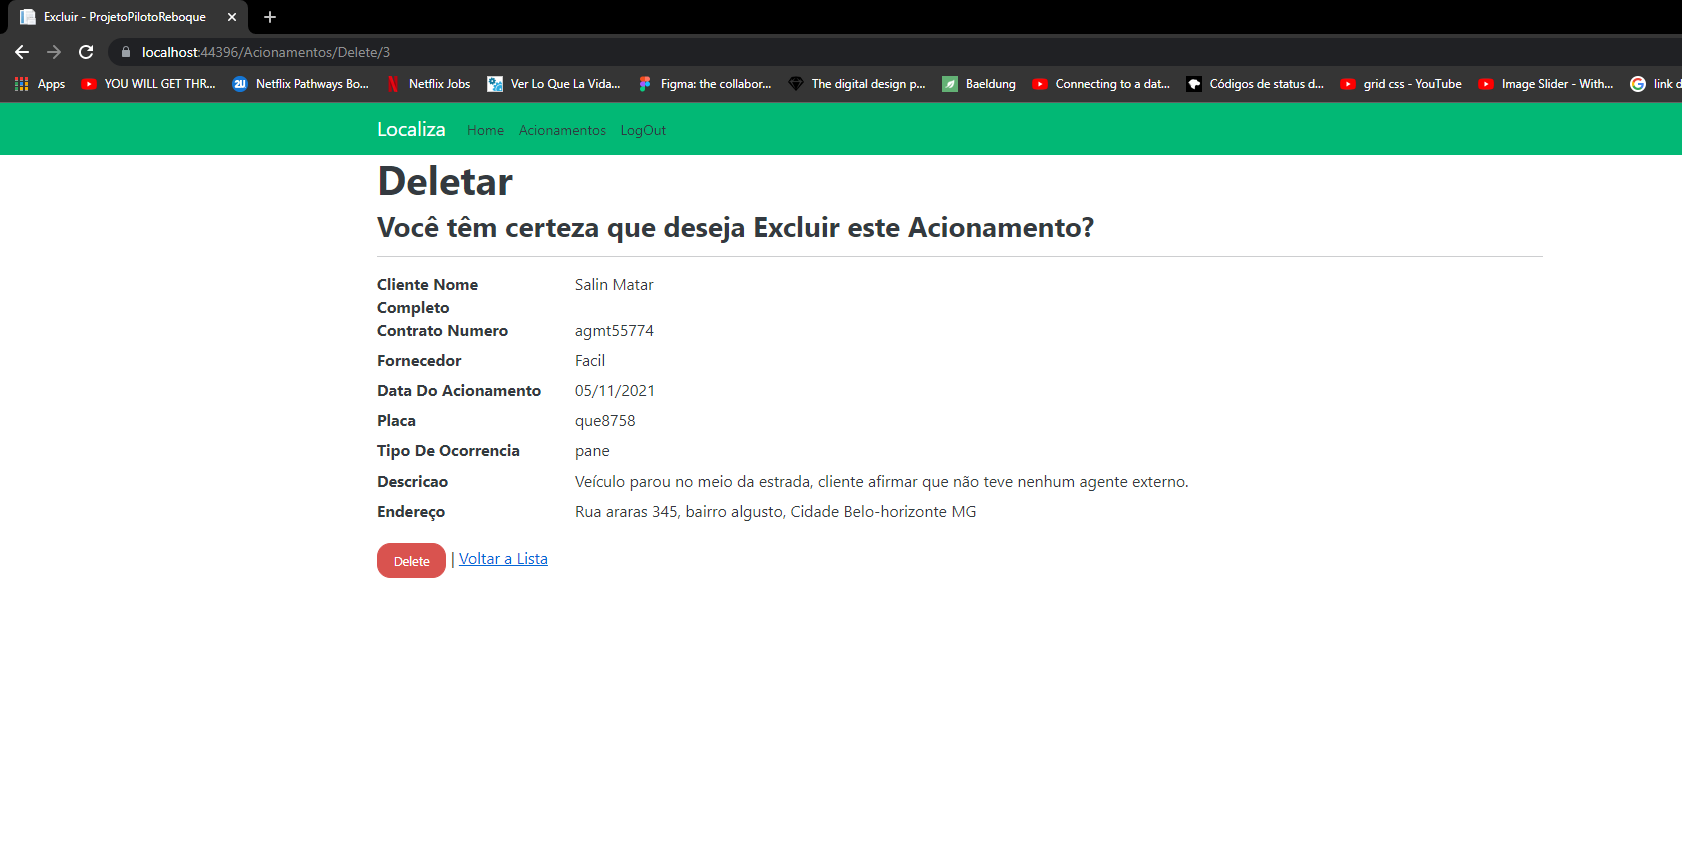 Excluir - ProjetoPilotoReboque
localhost:44396/Acionamentos/Delete/3
Apps YOU WILL GET THR... Netflix Pathways Bo... Netflix Jobs Ver Lo Que La Vida... Figma: the collabor... The digital design p... Baeldung Connecting to a dat... Códigos de status d... grid css - YouTube Image Slider - With... link d
Localiza Home Acionamentos LogOut
Deletar
Você têm certeza que deseja Excluir este Acionamento?
Cliente Nome Completo Salin Matar
Contrato Numero agmt55774
Fornecedor Facil
Data Do Acionamento 05/11/2021
Placa que8758
Tipo De Ocorrencia pane
Descricao Veículo parou no meio da estrada, cliente afirmar que não teve nenhum agente externo.
Endereço Rua araras 345, bairro algusto, Cidade Belo-horizonte MG
Delete | Voltar a Lista